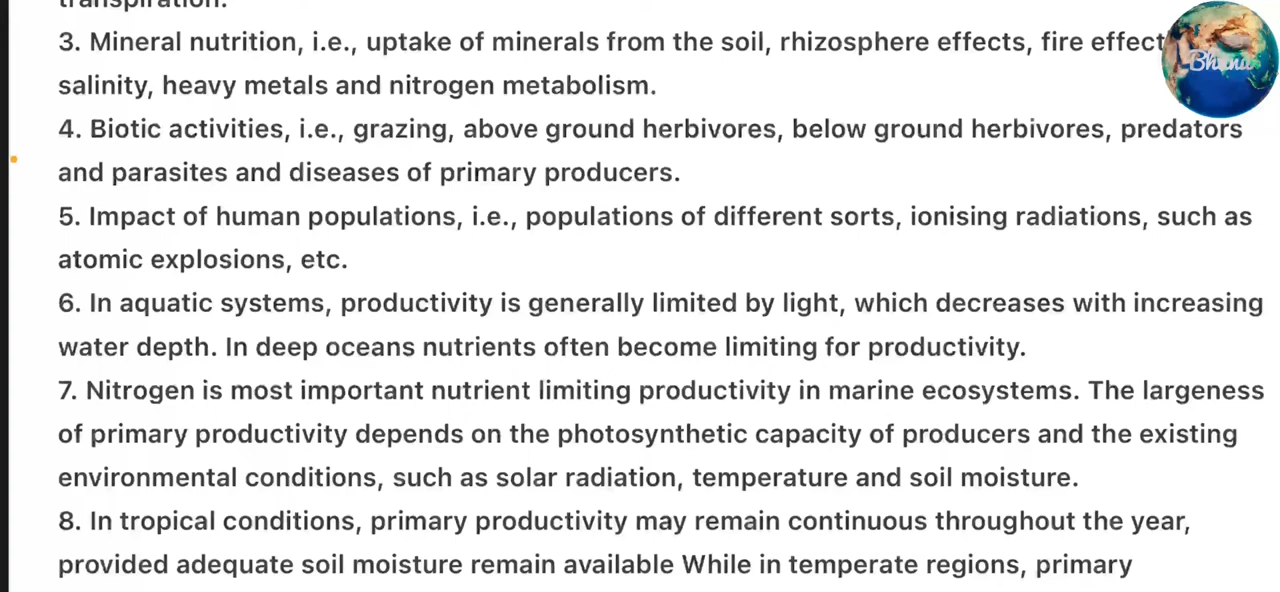 transpiration.
3. Mineral nutrition, i.e., uptake of minerals from the soil, rhizosphere effects, fire effect
salinity, heavy metals and nitrogen metabolism.
4. Biotic activities, i.e., grazing, above ground herbivores, below ground herbivores, predators
and parasites and diseases of primary producers.
5. Impact of human populations, i.e., populations of different sorts, ionising radiations, such as
atomic explosions, etc.
6. In aquatic systems, productivity is generally limited by light, which decreases with increasing
water depth. In deep oceans nutrients often become limiting for productivity.
7. Nitrogen is most important nutrient limiting productivity in marine ecosystems. The largeness
of primary productivity depends on the photosynthetic capacity of producers and the existing
environmental conditions, such as solar radiation, temperature and soil moisture.
8. In tropical conditions, primary productivity may remain continuous throughout the year,
provided adequate soil moisture remain available While in temperate regions, primary